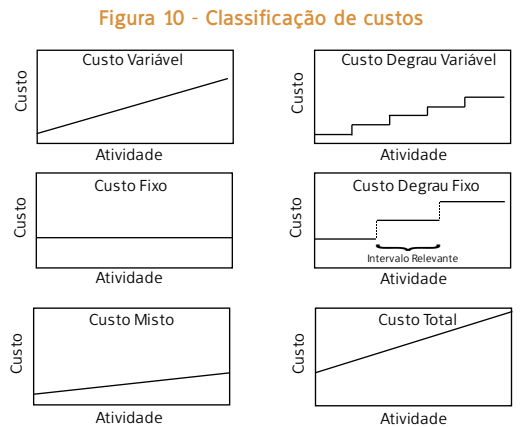 Figura 10 - Classificação de custos
Custo Variável
Custo
Atividade
Custo Degrau Variável
Custo
Atividade
Custo Fixo
Custo
Atividade
Custo Degrau Fixo
Custo
Intervalo Relevante
Atividade
Custo Misto
Custo
Atividade
Custo Total
Custo
Atividade